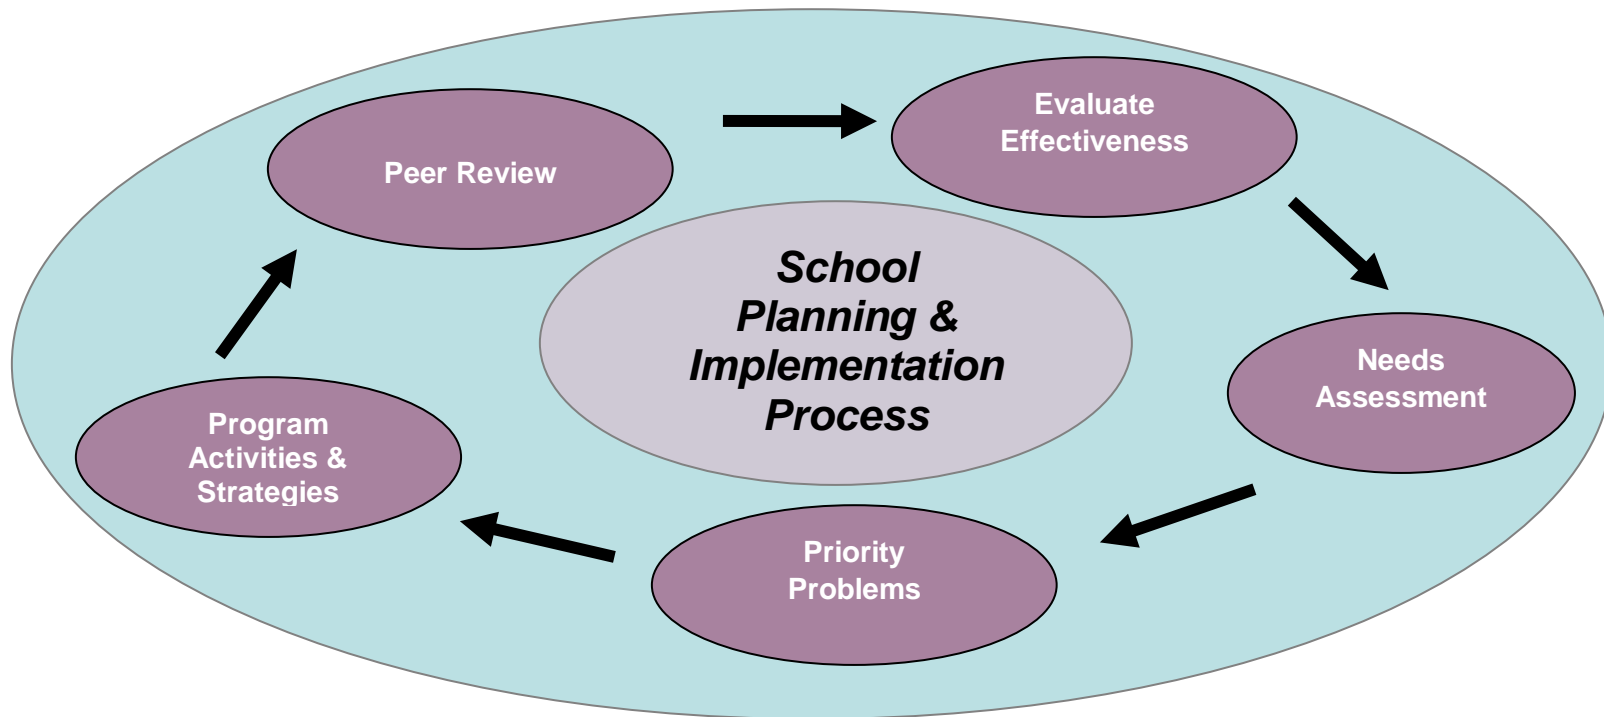 Evaluate
Effectiveness
Peer Review
School
Planning &
Implementation
Process
Needs
Assessment
Program
Activities &
Strategies
Priority
Problems